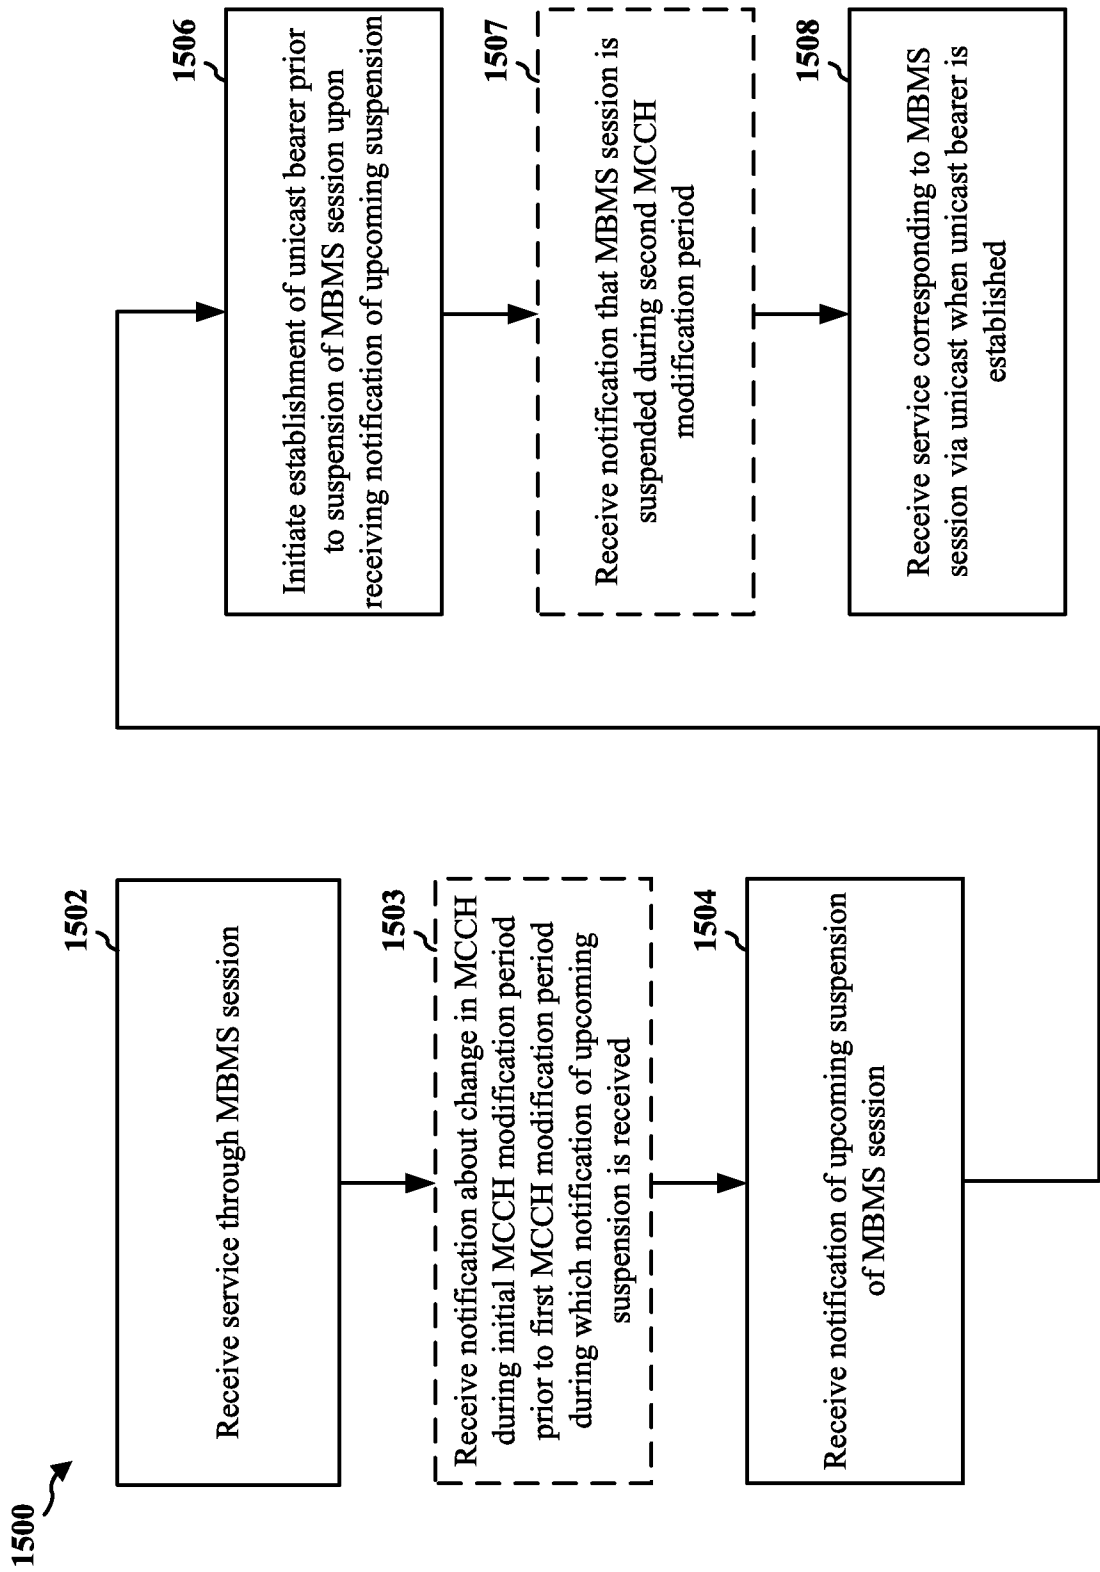 1500
1502
Receive service through MBMS session
1503
Receive notification about change in MCCH
during initial MCCH modification period
prior to first MCCH modification period
during which notification of upcoming
suspension is received
1504
Receive notification of upcoming suspension
of MBMS session
1506
Initiate establishment of unicast bearer prior
to suspension of MBMS session upon
receiving notification of upcoming suspension
1507
Receive notification that MBMS session is
suspended during second MCCH
modification period
1508
Receive service corresponding to MBMS
session via unicast when unicast bearer is
established